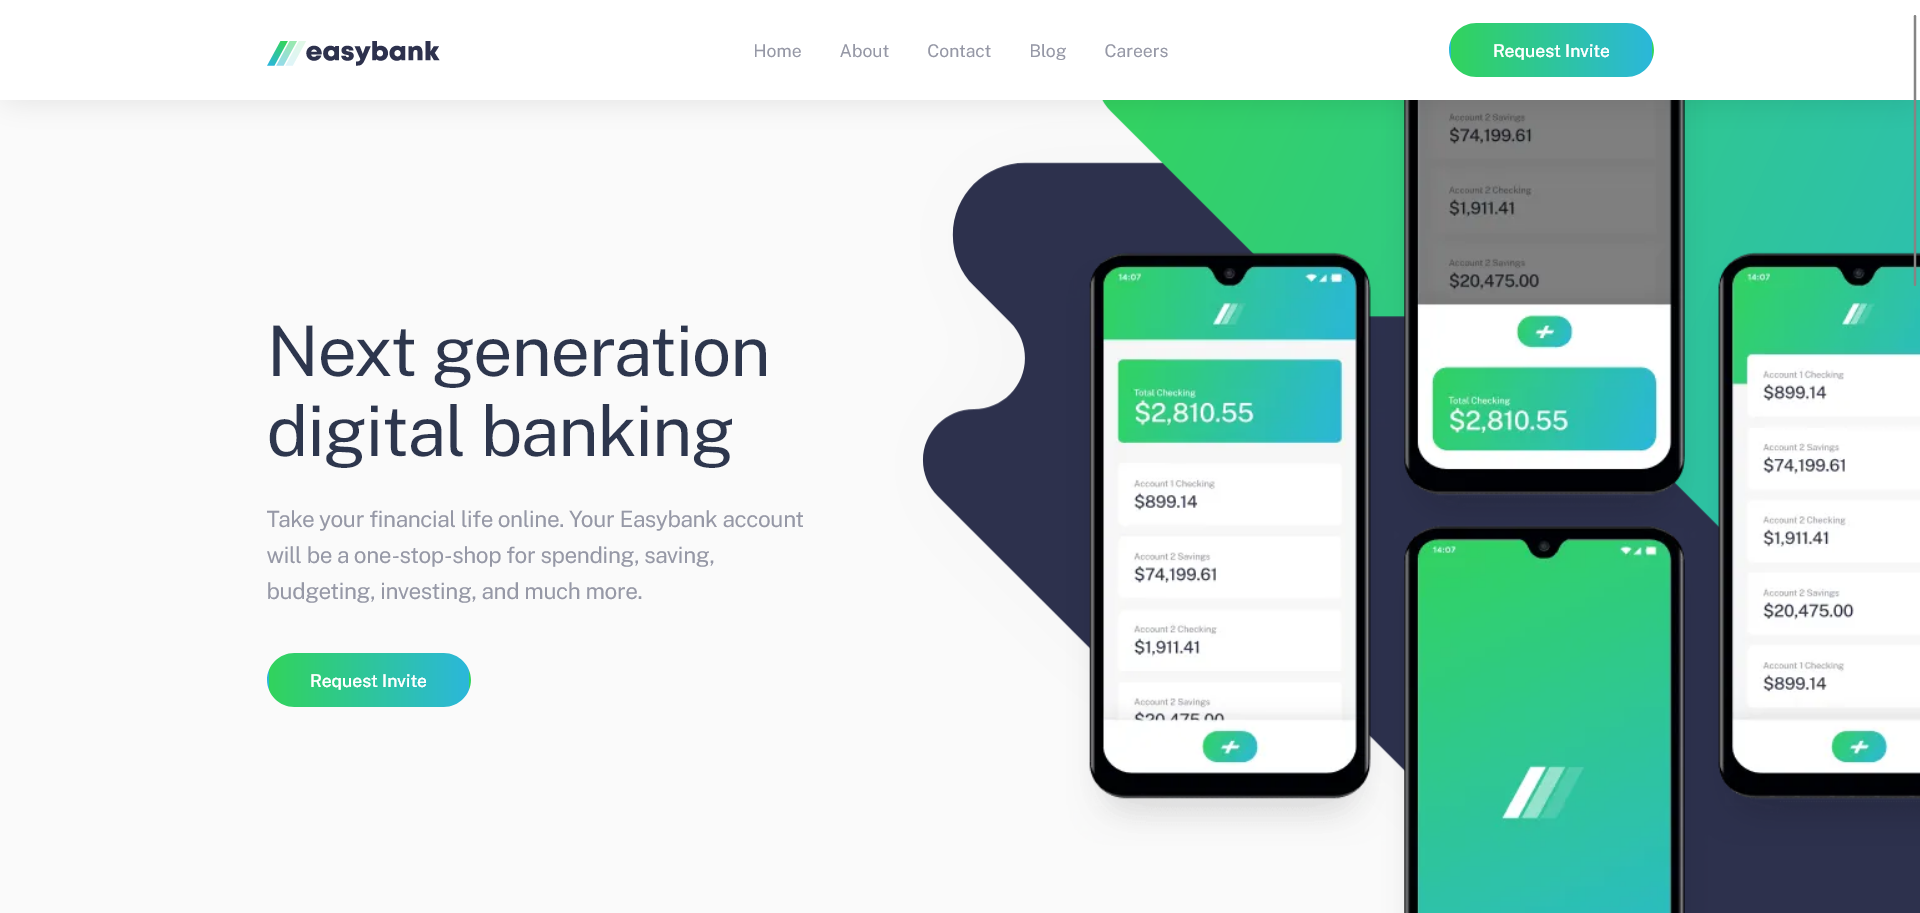 easybank
Home About Contact Blog Careers
Request Invite
Next generation
digital banking
Take your financial life online. Your Easybank account
will be a one-stop-shop for spending, saving,
budgeting, investing, and much more.
Request Invite
14:07
Total Checking
$2,810.55
Account 1 Checking
$899.14
Account 2 Savings
$74,199.61
Account 2 Checking
$1,911.41
Account 2 Savings
$20,475.00
Account 2 Savings
$74,199.61
Account 2 Checking
$1,911.41
Account 2 Savings
$20,475.00
Total Checking
$2,810.55
14:07
14:07
Account 1 Checking
$899.14
Account 2 Savings
$74,199.61
Account 2 Checking
$1,911.41
Account 2 Savings
$20,475.00
Account 1 Checking
$899.14